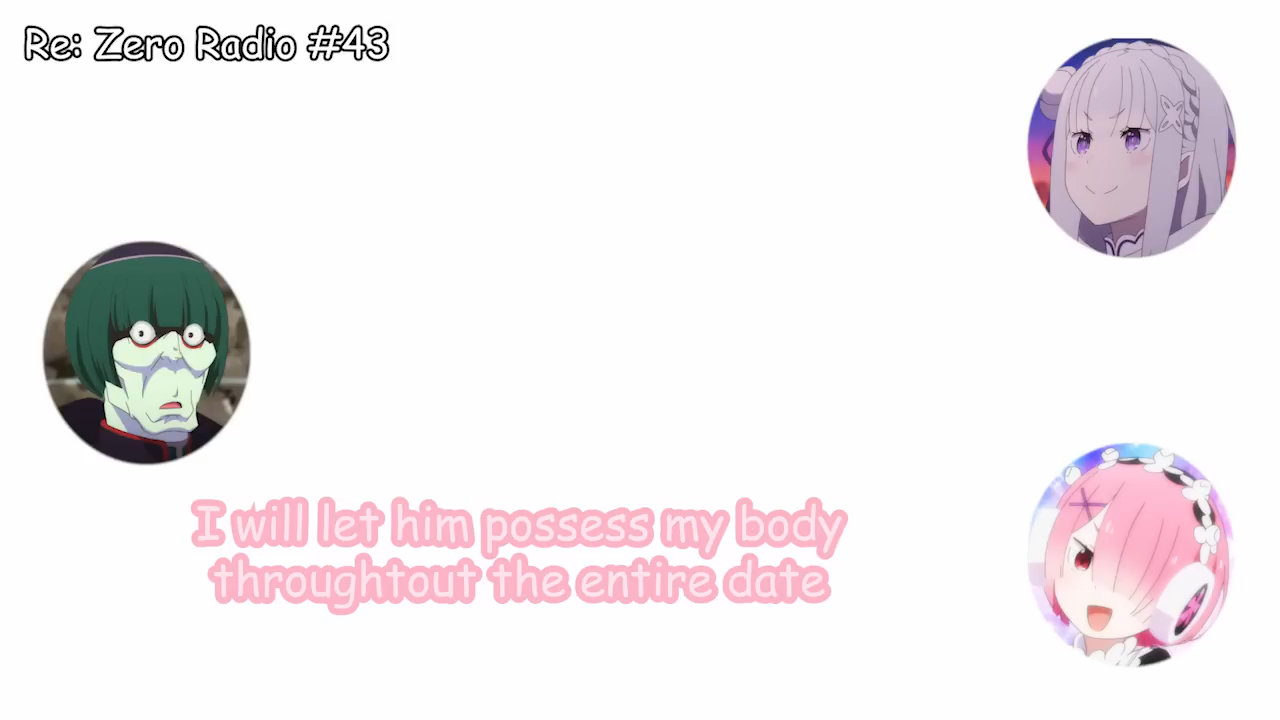 Re: Zero Radio #43
I will let him possess my body
throughtout the entire date